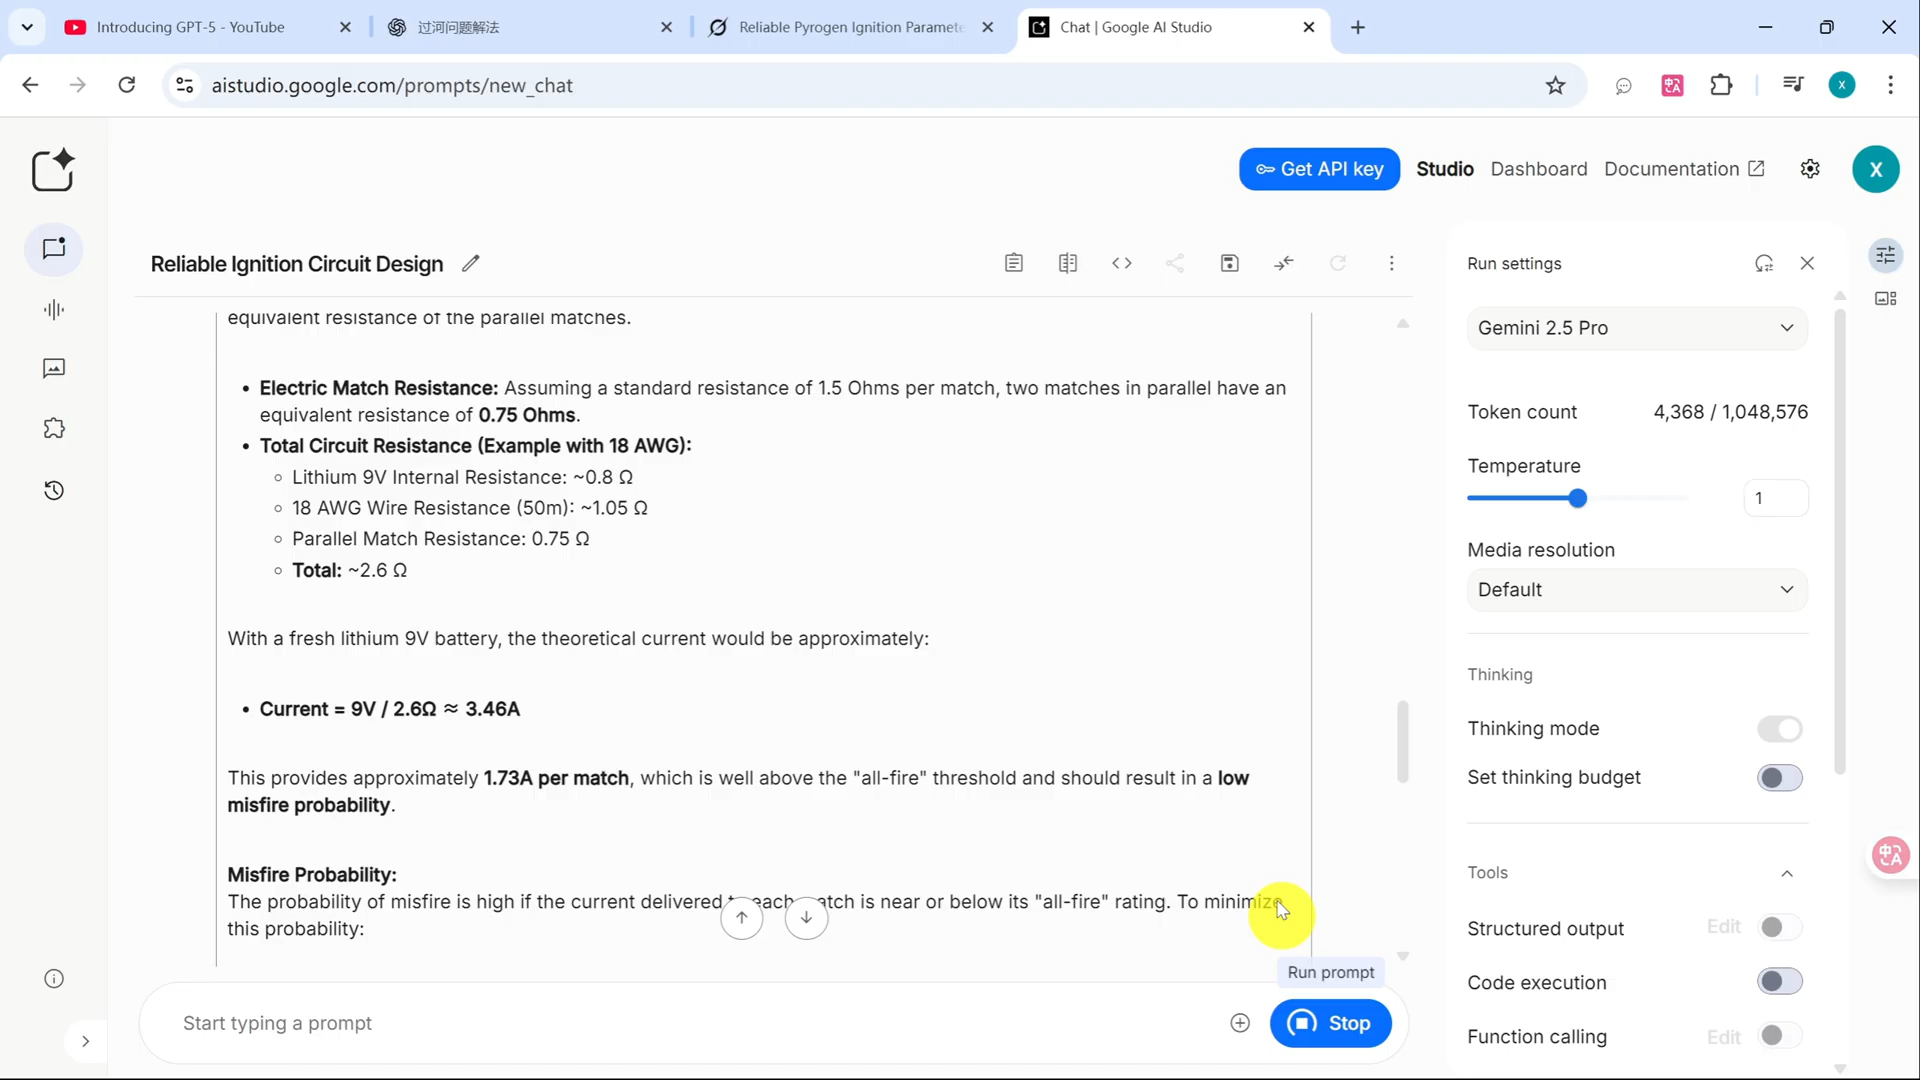 Introducing GPT-5 - YouTube
过河问题解法
Reliable Pyrogen Ignition Paramete
Chat | Google AI Studio
aistudio.google.com/prompts/new_chat
X
Get API key
Studio
Dashboard
Documentation
X
Reliable Ignition Circuit Design
equivalent resistance of the parallel matches.
• Electric Match Resistance: Assuming a standard resistance of 1.5 Ohms per match, two matches in parallel have an
equivalent resistance of 0.75 Ohms.
• Total Circuit Resistance (Example with 18 AWG):
◦ Lithium 9V Internal Resistance: ~0.8 Ω
◦ 18 AWG Wire Resistance (50m): ~1.05 Ω
◦ Parallel Match Resistance: 0.75 Ω
◦ Total: ~2.6 Ω
With a fresh lithium 9V battery, the theoretical current would be approximately:
• Current = 9V / 2.6Ω ≈ 3.46A
This provides approximately 1.73A per match, which is well above the "all-fire" threshold and should result in a low
misfire probability.
Misfire Probability:
The probability of misfire is high if the current delivered each is near or below its "all-fire" rating. To minimize
this probability:
Run prompt
Start typing a prompt
Stop
Run settings
Gemini 2.5 Pro
Token count 4,368 / 1,048,576
Temperature
1
Media resolution
Default
Thinking
Thinking mode
Set thinking budget
Tools
Structured output Edit
Code execution
Function calling Edit